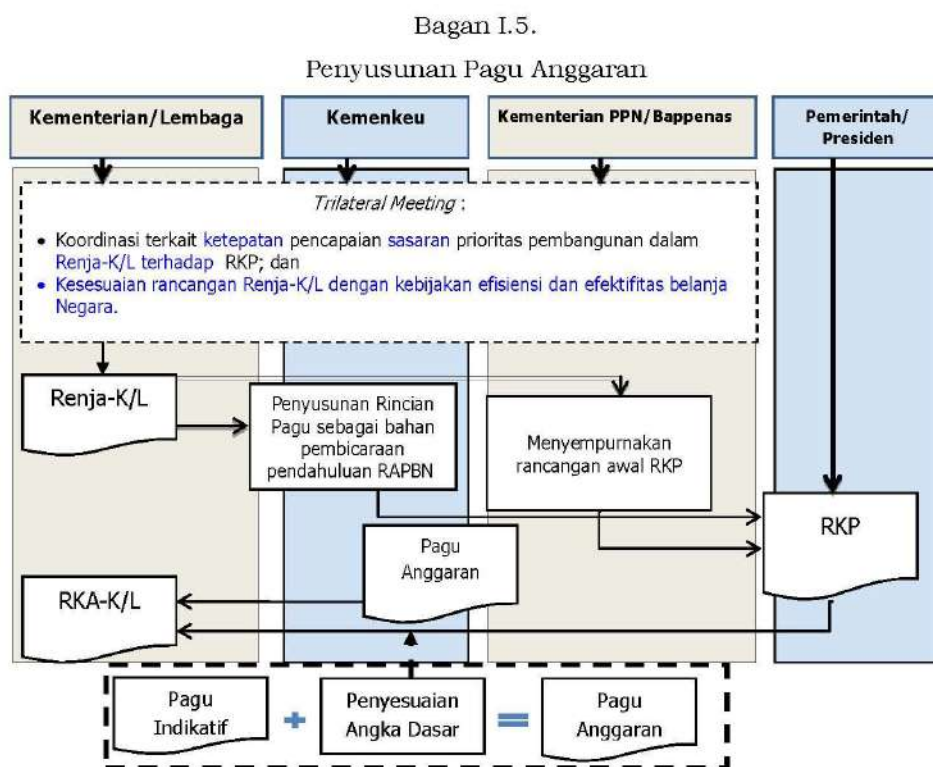 Bagan I.5.
Penyusunan Pagu Anggaran
Kementerian/Lembaga
Kemenkeu
Kementerian PPN/Bappenas
Pemerintah/
Presiden
Trilateral Meeting :
• Koordinasi terkait ketepatan pencapaian sasaran prioritas pembangunan dalam
Renja-K/L terhadap RKP; dan
• Kesesuaian rancangan Renja-K/L dengan kebijakan efisiensi dan efektifitas belanja
Negara.
Renja-K/L
Penyusunan Rincian
Pagu sebagai bahan
pembicaraan
pendahuluan RAPBN
Menyempurnakan
rancangan awal RKP
RKP
Pagu
Anggaran
RKA-K/L
Pagu
Indikatif
+
Penyesuaian
Angka Dasar
=
Pagu
Anggaran